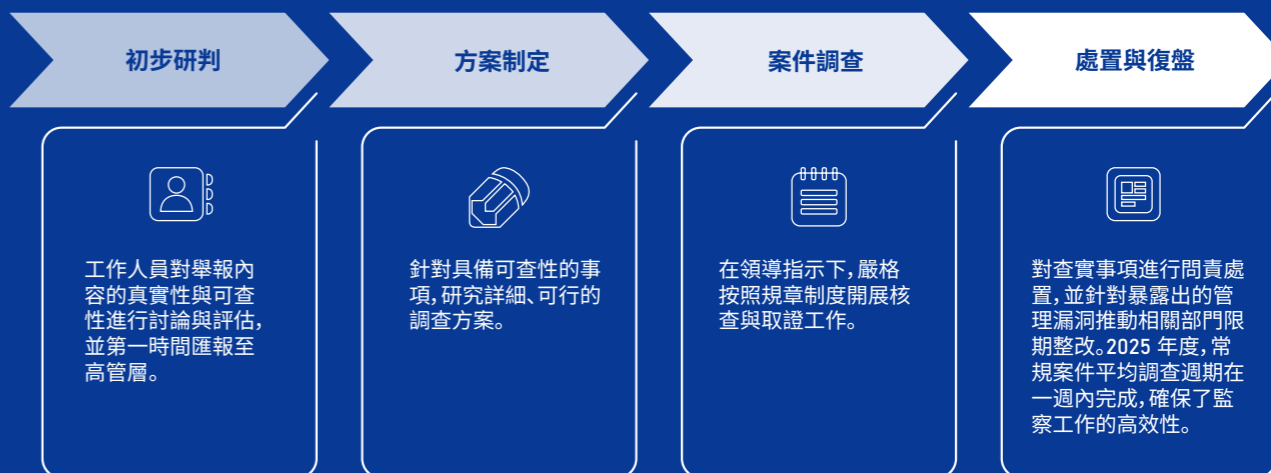 初步研判
工作人員對舉報內
容的真實性與可查
性進行討論與評估,
並第一時間匯報至
高管層。
方案制定
針對具備可查性的事
項,研究詳細、可行的
調查方案。
案件調查
在領導指示下,嚴格
按照規章制度開展核
查與取證工作。
處置與復盤
對查實事項進行問責處
置,並針對暴露出的管
理漏洞推動相關部門限
期整改。2025 年度,常
規案件平均調查週期在
一週內完成,確保了監
察工作的高效性。